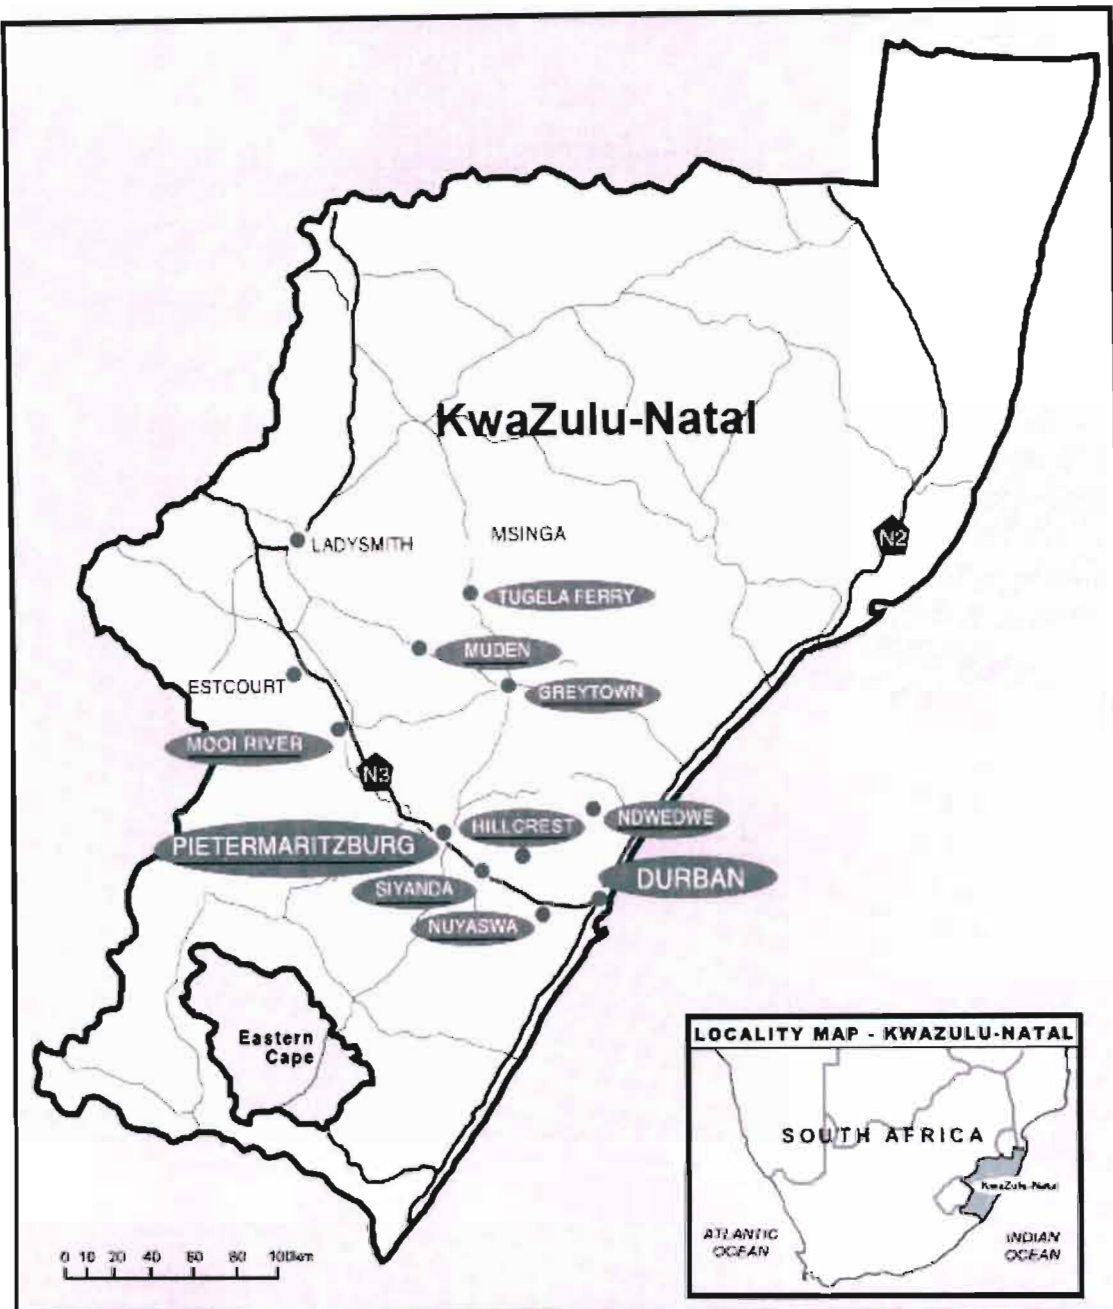 KwaZulu-Natal
LADYSMITH
MSINGA
N2
TUGELA FERRY
MUDEN
ESTCOURT
GREYTOWN
MOOI RIVER
N3
HILLCREST
NDWEDWE
PIETERMARITZBURG
SIYANDA
DURBAN
NUYASWA
Eastern
Cape
LOCALITY MAP - KWAZULU-NATAL
SOUTH AFRICA
KwaZulu-Natal
ATLANTIC
OCEAN
INDIAN
OCEAN
0 10 20 40 60 80 100km